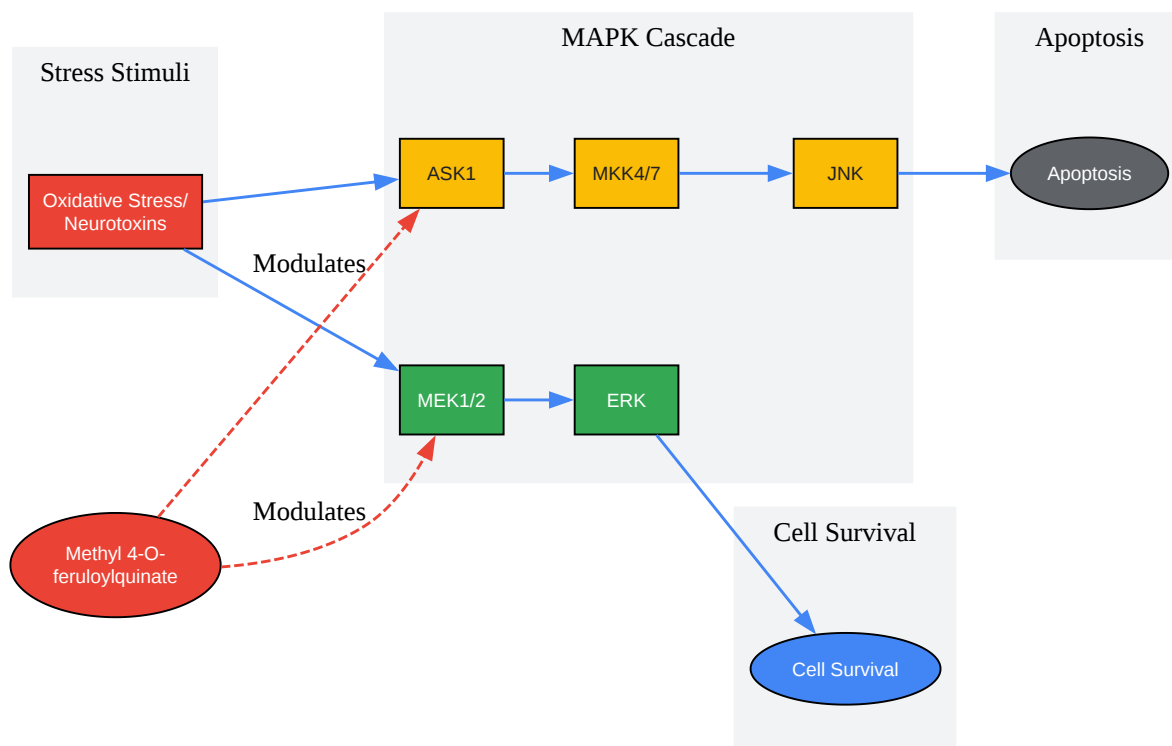 MAPK Cascade
Apoptosis
Stress Stimuli
ASK1
MKK4/7
JNK
Apoptosis
Oxidative Stress/
Neurotoxins
Modulates
MEK1/2
ERK
Modulates
Cell Survival
Methyl 4-O-
feruloylquinate
Cell Survival